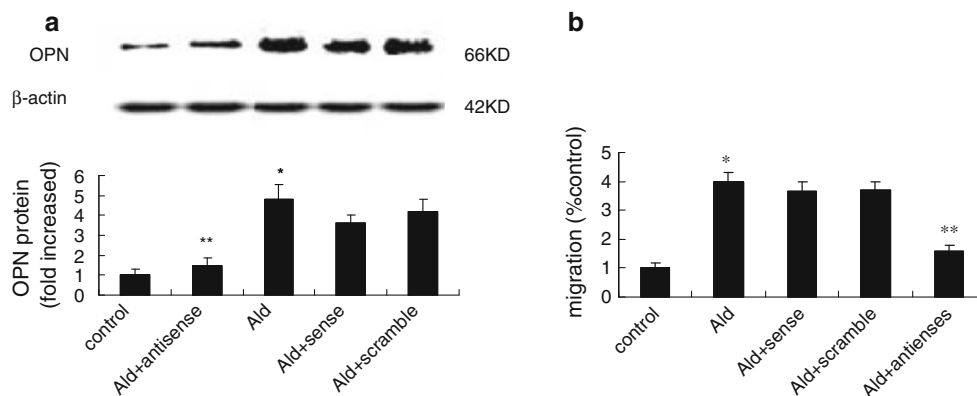 a
OPN
66KD
β-actin
42KD
OPN protein
(fold increased)
6
5
4
3
2
1
0
**
*
control
Ald+antisense
Ald
Ald+sense
Ald+scramble
b
migration (%control)
5
4
3
2
1
0
*
**
control
Ald
Ald+sense
Ald+scramble
Ald+antienses